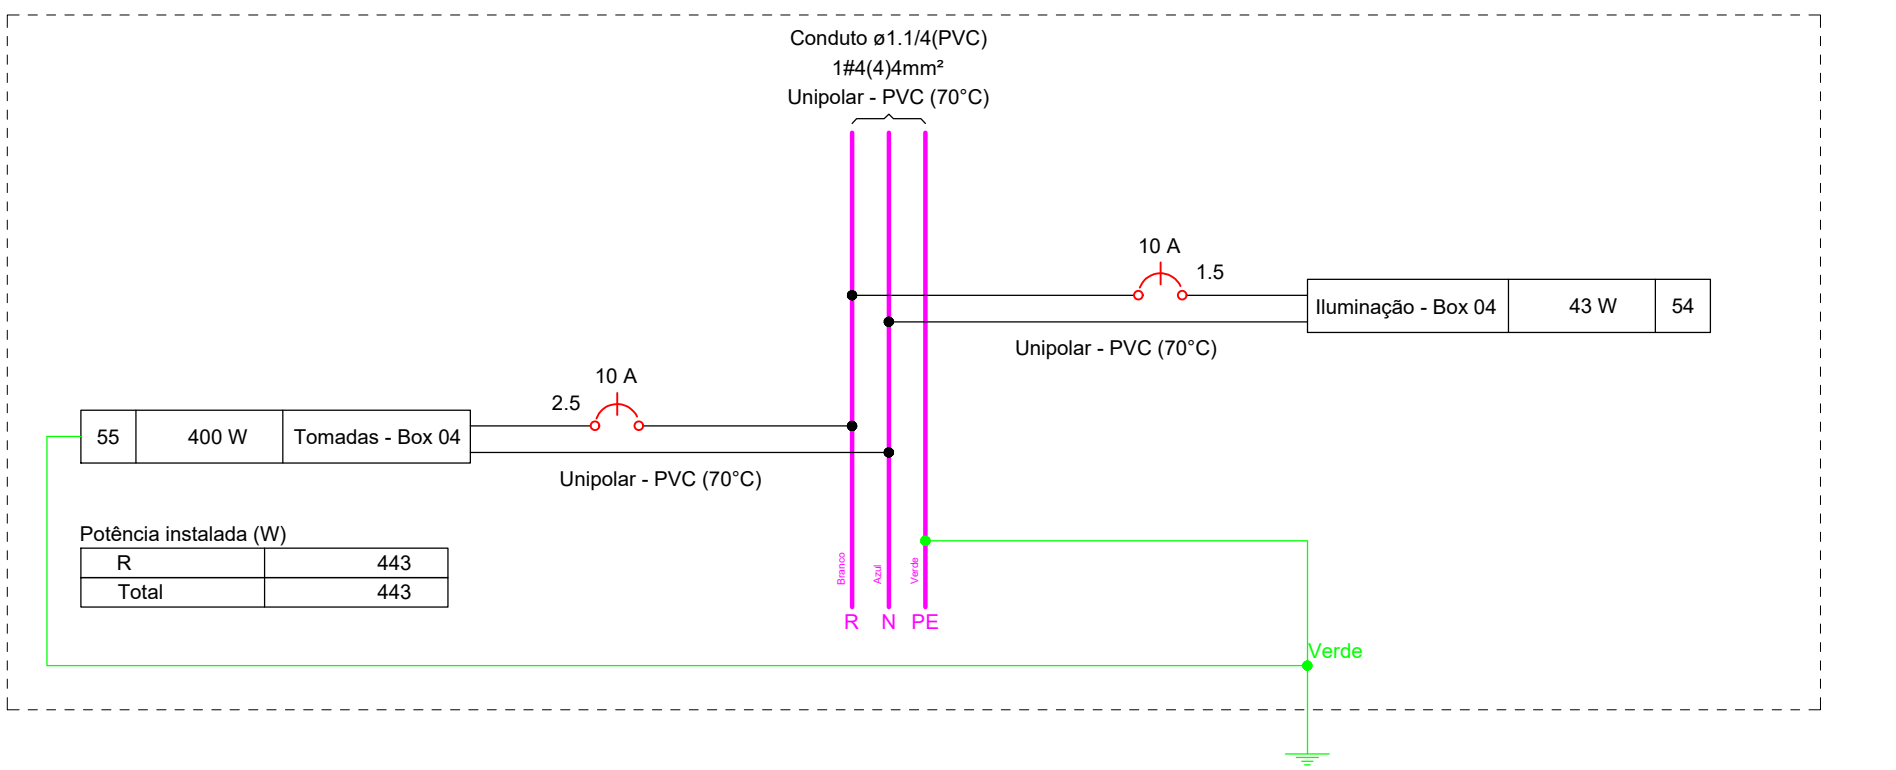 Conduto ø1.1/4(PVC)
1#4(4)4mm²
Unipolar - PVC (70°C)
10 A
1.5
Iluminação - Box 04 43 W 54
Unipolar - PVC (70°C)
10 A
2.5
55 400 W Tomadas - Box 04
Unipolar - PVC (70°C)
Potência instalada (W)
R 443
Total 443
Branco
Azul
Verde
R N PE
Verde